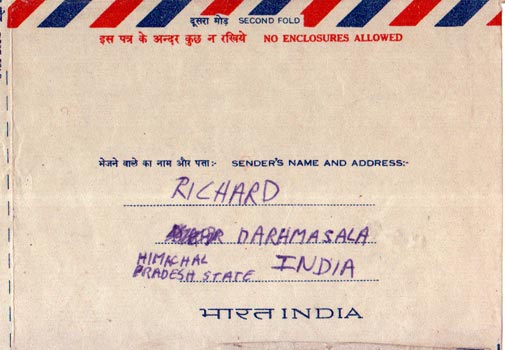 दूसरा मोड़ SECOND FOLD
इस पत्र के अन्दर कुछ न रखिये NO ENCLOSURES ALLOWED
भेजने वाले का नाम और पता:- SENDER'S NAME AND ADDRESS:-
RICHARD
DARHMASALA
HIMACHAL
PRADESH STATE INDIA
भारत INDIA